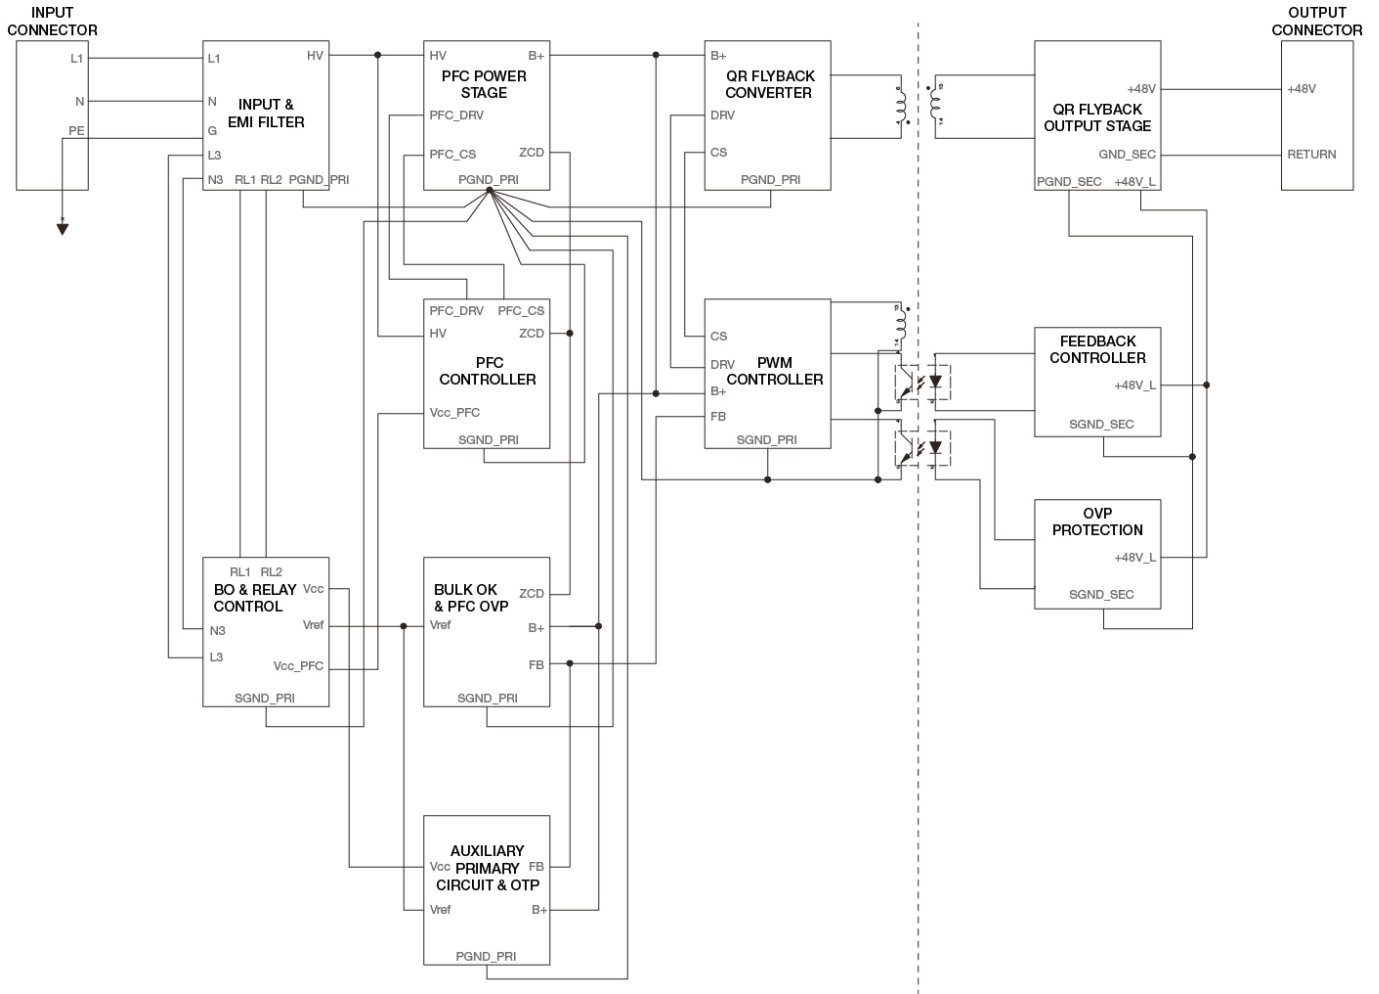 INPUT
CONNECTOR
L1
N
PE
L1
N
G
L3
N3
RL1
RL2
PGND_PRI
HV
INPUT &
EMI FILTER
HV
PFC POWER
STAGE
B+
PFC_DRV
PFC_CS
ZCD
PGND_PRI
B+
QR FLYBACK
CONVERTER
DRV
CS
PGND_PRI
QR FLYBACK
OUTPUT STAGE
+48V
GND_SEC
PGND_SEC
+48V_L
OUTPUT
CONNECTOR
+48V
RETURN
PFC_DRV
PFC_CS
HV
ZCD
PFC
CONTROLLER
Vcc_PFC
SGND_PRI
CS
DRV
PWM
CONTROLLER
B+
FB
SGND_PRI
FEEDBACK
CONTROLLER
+48V_L
SGND_SEC
OVP
PROTECTION
+48V_L
SGND_SEC
RL1
RL2
BO & RELAY
CONTROL
Vcc
Vref
N3
L3
Vcc_PFC
SGND_PRI
BULK OK
& PFC OVP
ZCD
Vref
B+
FB
SGND_PRI
AUXILIARY
PRIMARY
CIRCUIT & OTP
Vcc
FB
Vref
B+
PGND_PRI